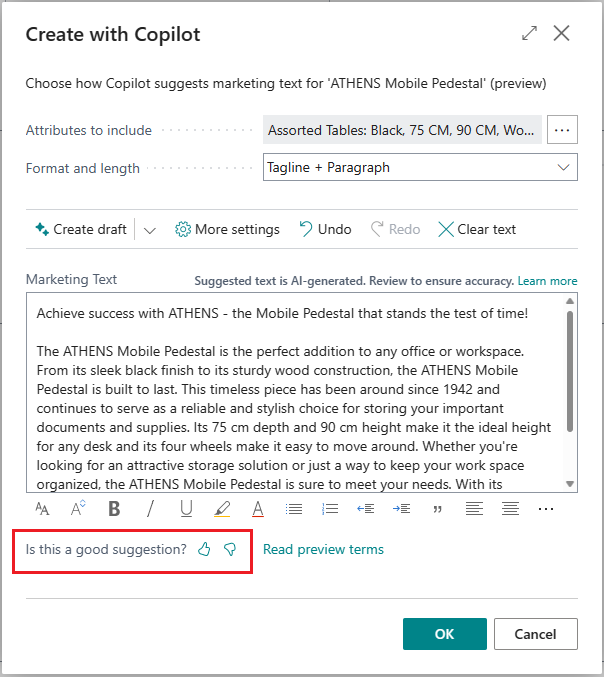 Create with Copilot
Choose how Copilot suggests marketing text for 'ATHENS Mobile Pedestal' (preview)
Attributes to include
Assorted Tables: Black, 75 CM, 90 CM, Wo...
Format and length
Tagline + Paragraph
Create draft More settings Undo Redo Clear text
Marketing Text
Suggested text is AI-generated. Review to ensure accuracy. Learn more
Achieve success with ATHENS - the Mobile Pedestal that stands the test of time!
The ATHENS Mobile Pedestal is the perfect addition to any office or workspace.
From its sleek black finish to its sturdy wood construction, the ATHENS Mobile
Pedestal is built to last. This timeless piece has been around since 1942 and
continues to serve as a reliable and stylish choice for storing your important
documents and supplies. Its 75 cm depth and 90 cm height make it the ideal height
for any desk and its four wheels make it easy to move around. Whether you're
looking for an attractive storage solution or just a way to keep your work space
organized, the ATHENS Mobile Pedestal is sure to meet your needs. With its
Is this a good suggestion?
Read preview terms
OK
Cancel